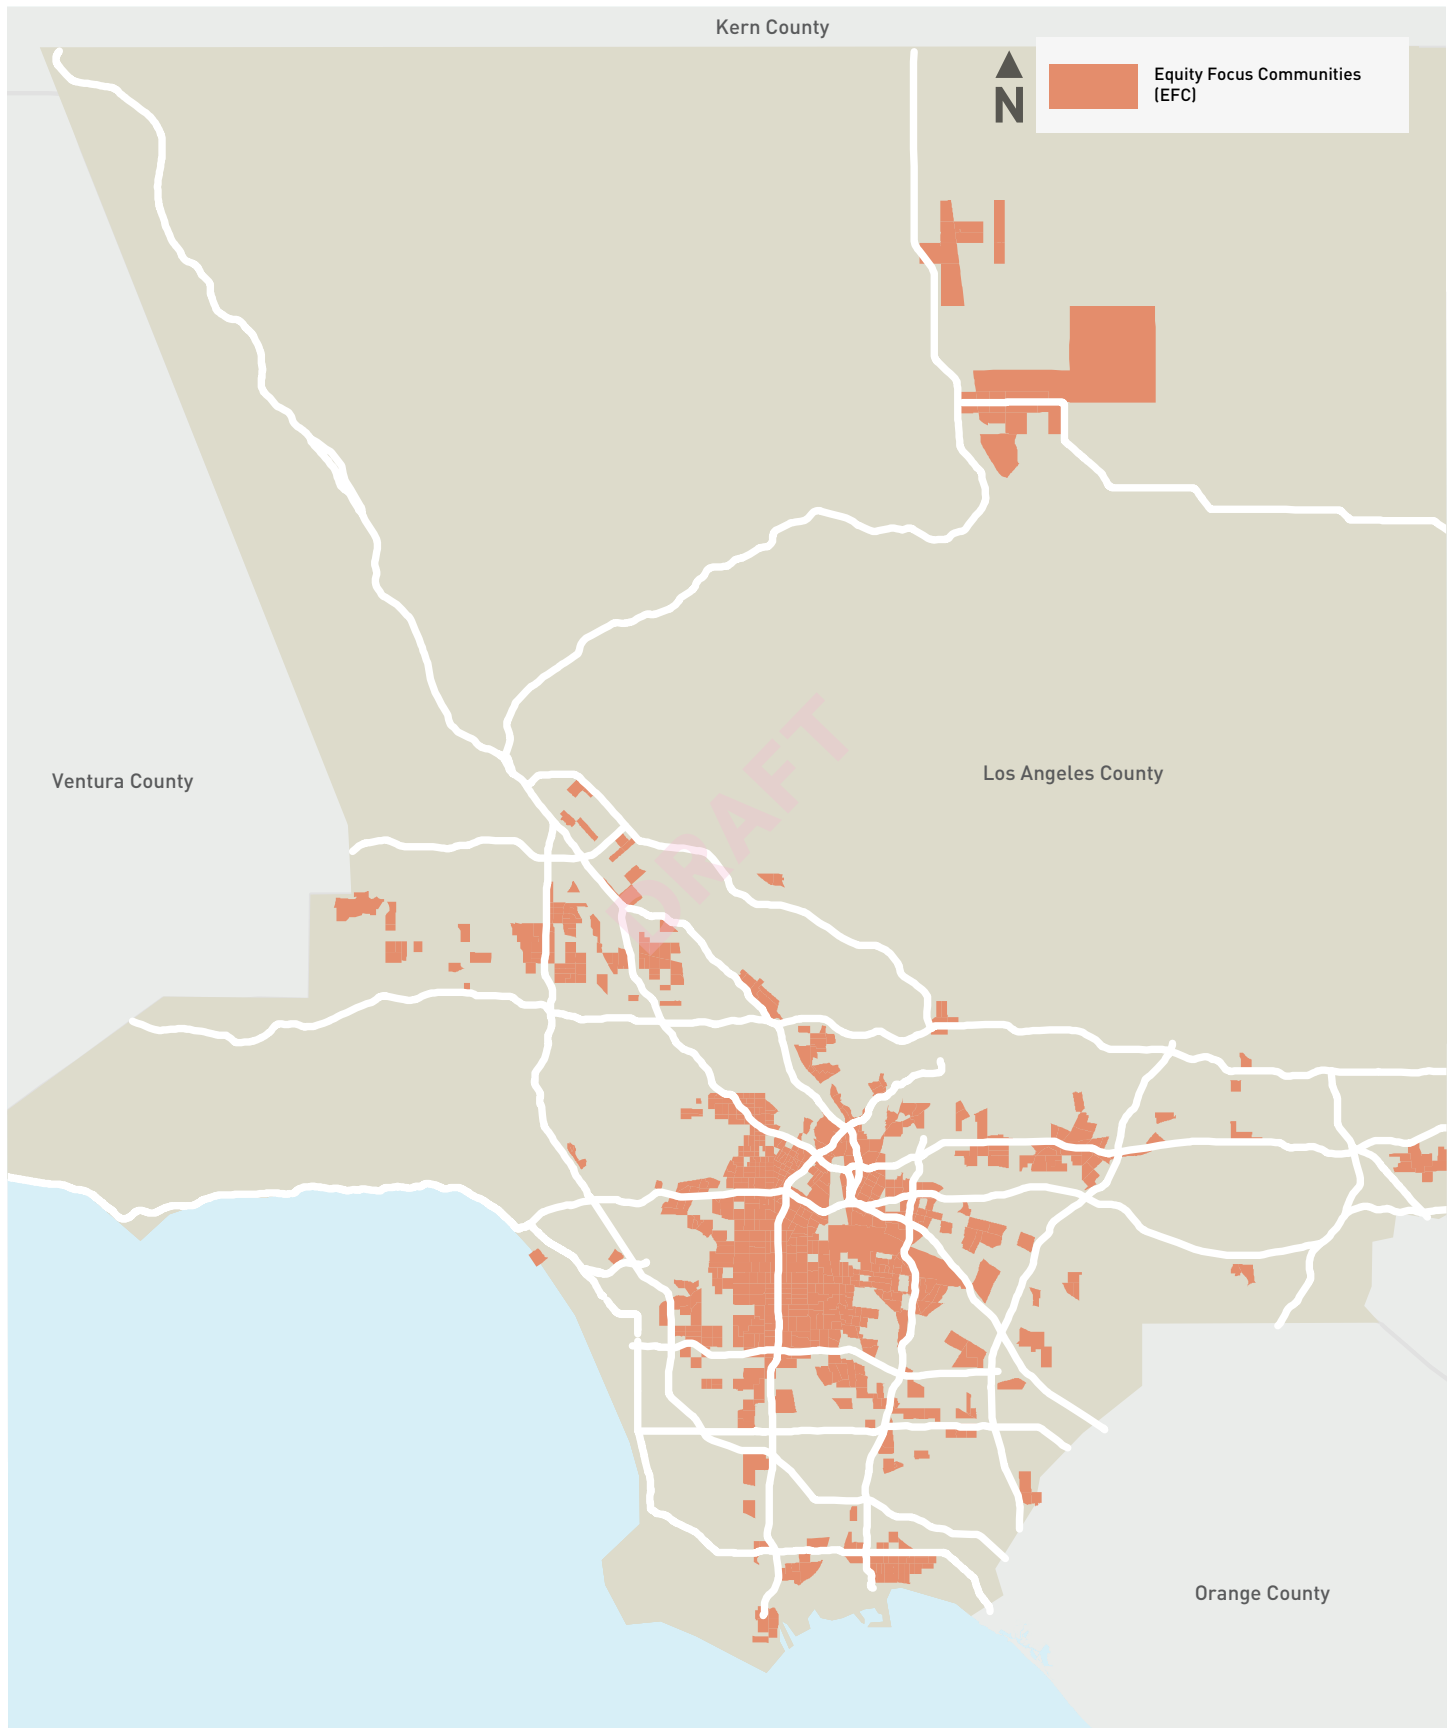 Kern County
N
Equity Focus Communities
(EFC)
Ventura County
Los Angeles County
DRAFT
Orange County